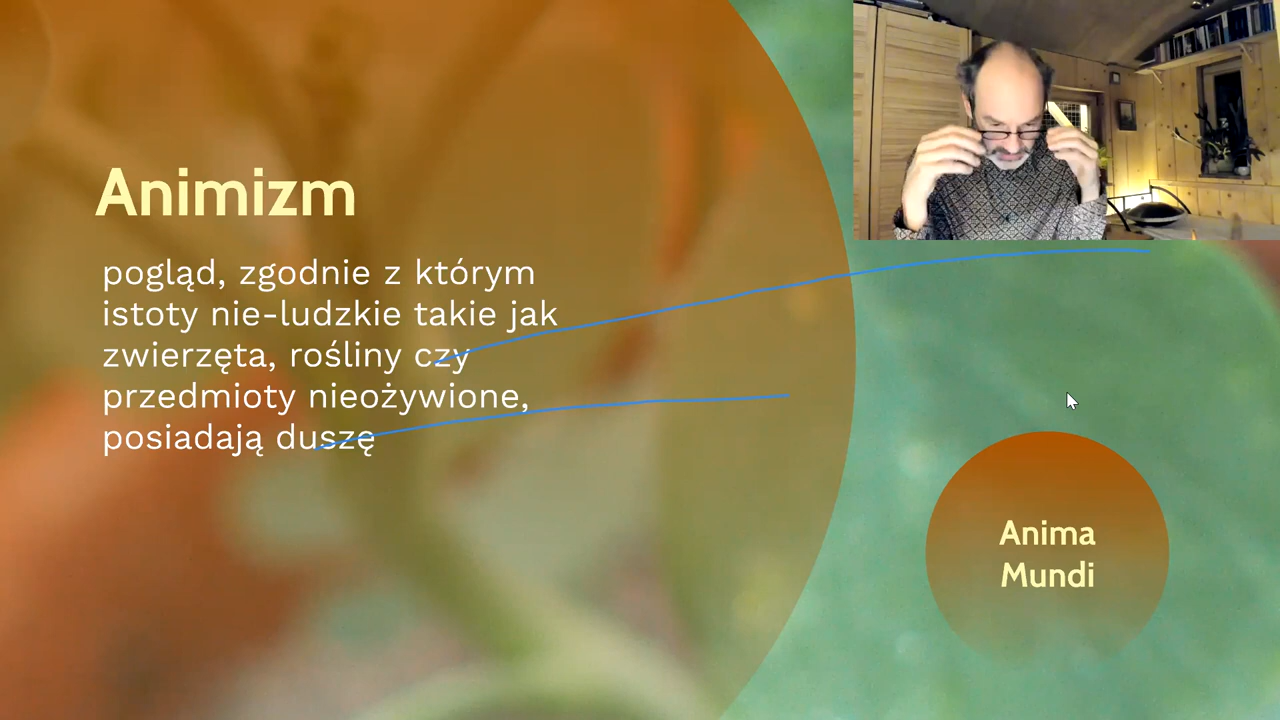 Animizm
pogląd, zgodnie z którym
istoty nie-ludzkie takie jak
zwierzęta, rośliny czy
przedmioty nieożywione,
posiadają duszę
Anima
Mundi